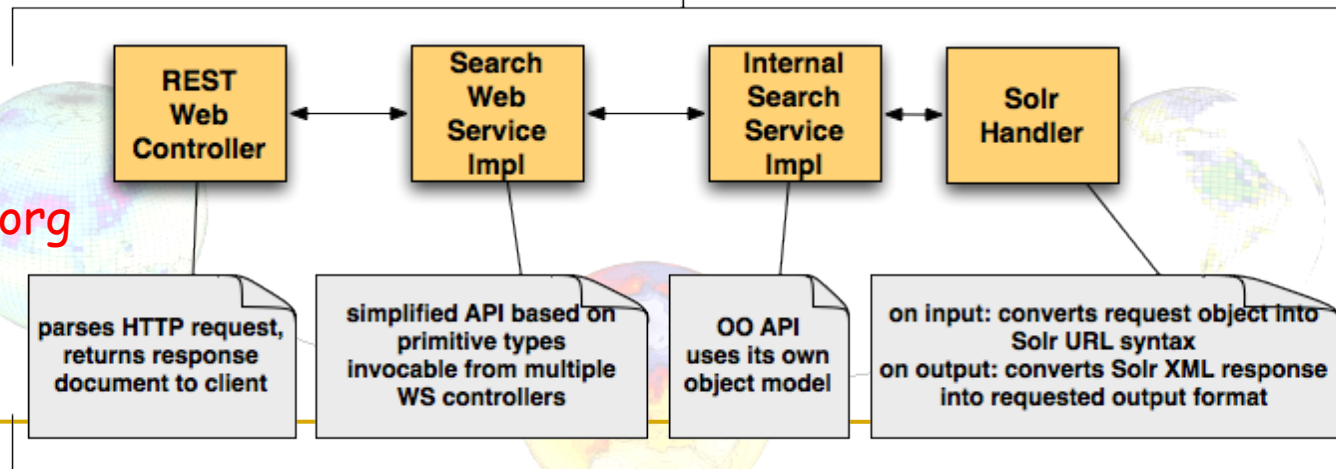 REST
Web
Controller
Search
Web
Service
Impl
Internal
Search
Service
Impl
Solr
Handler
org
parses HTTP request,
returns response
document to client
simplified API based on
primitive types
invocable from multiple
WS controllers
OO API
uses its own
object model
on input: converts request object into
Solr URL syntax
on output: converts Solr XML response
into requested output format